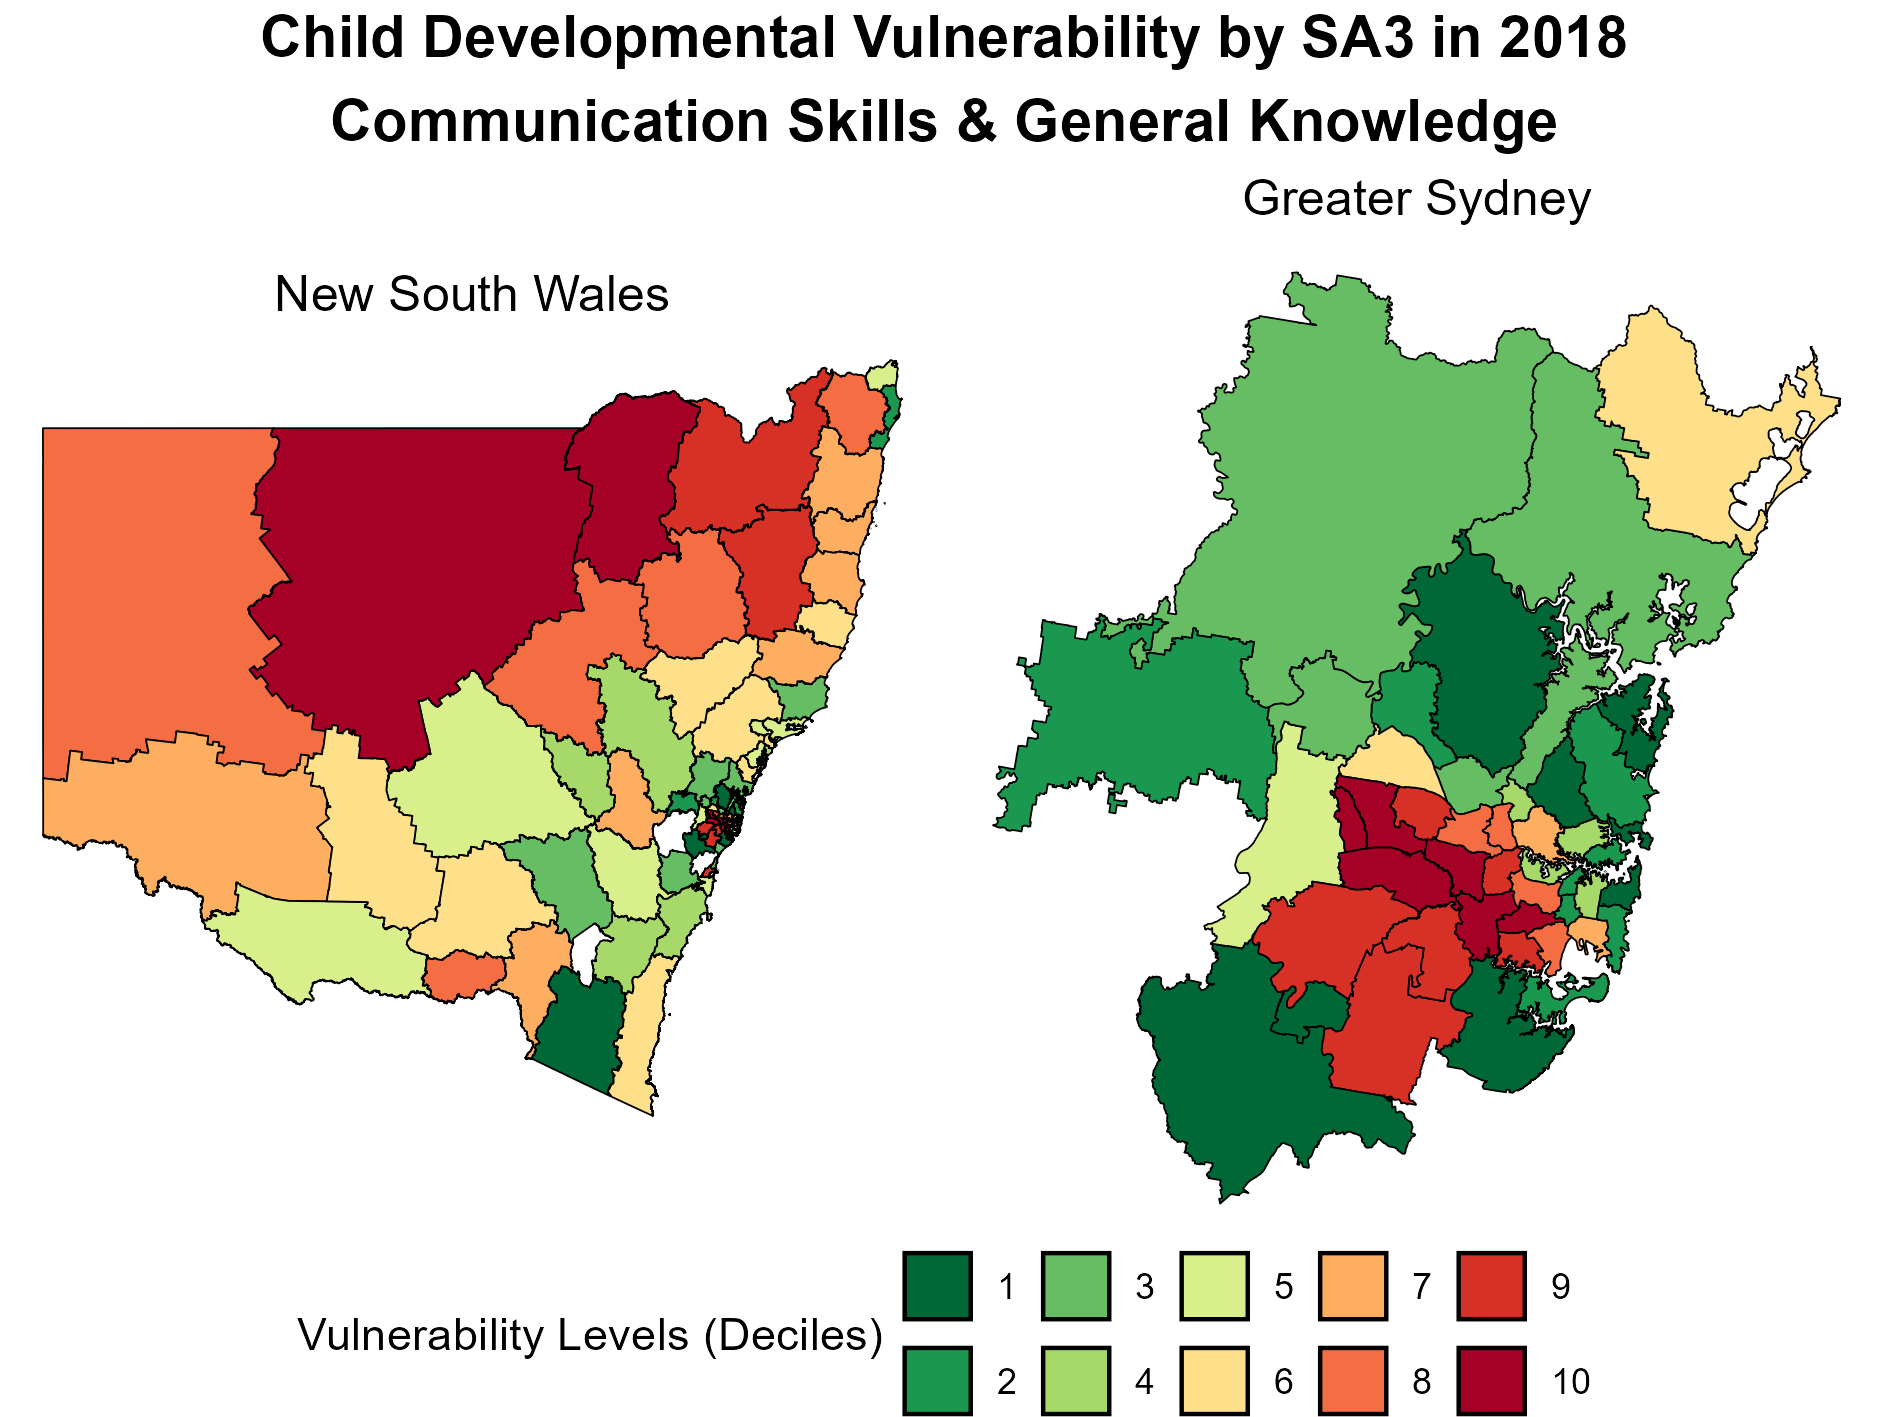 Child Developmental Vulnerability by SA3 in 2018
Communication Skills & General Knowledge
Greater Sydney
New South Wales
Vulnerability Levels (Deciles)
1 3 5 7 9
2 4 6 8 10